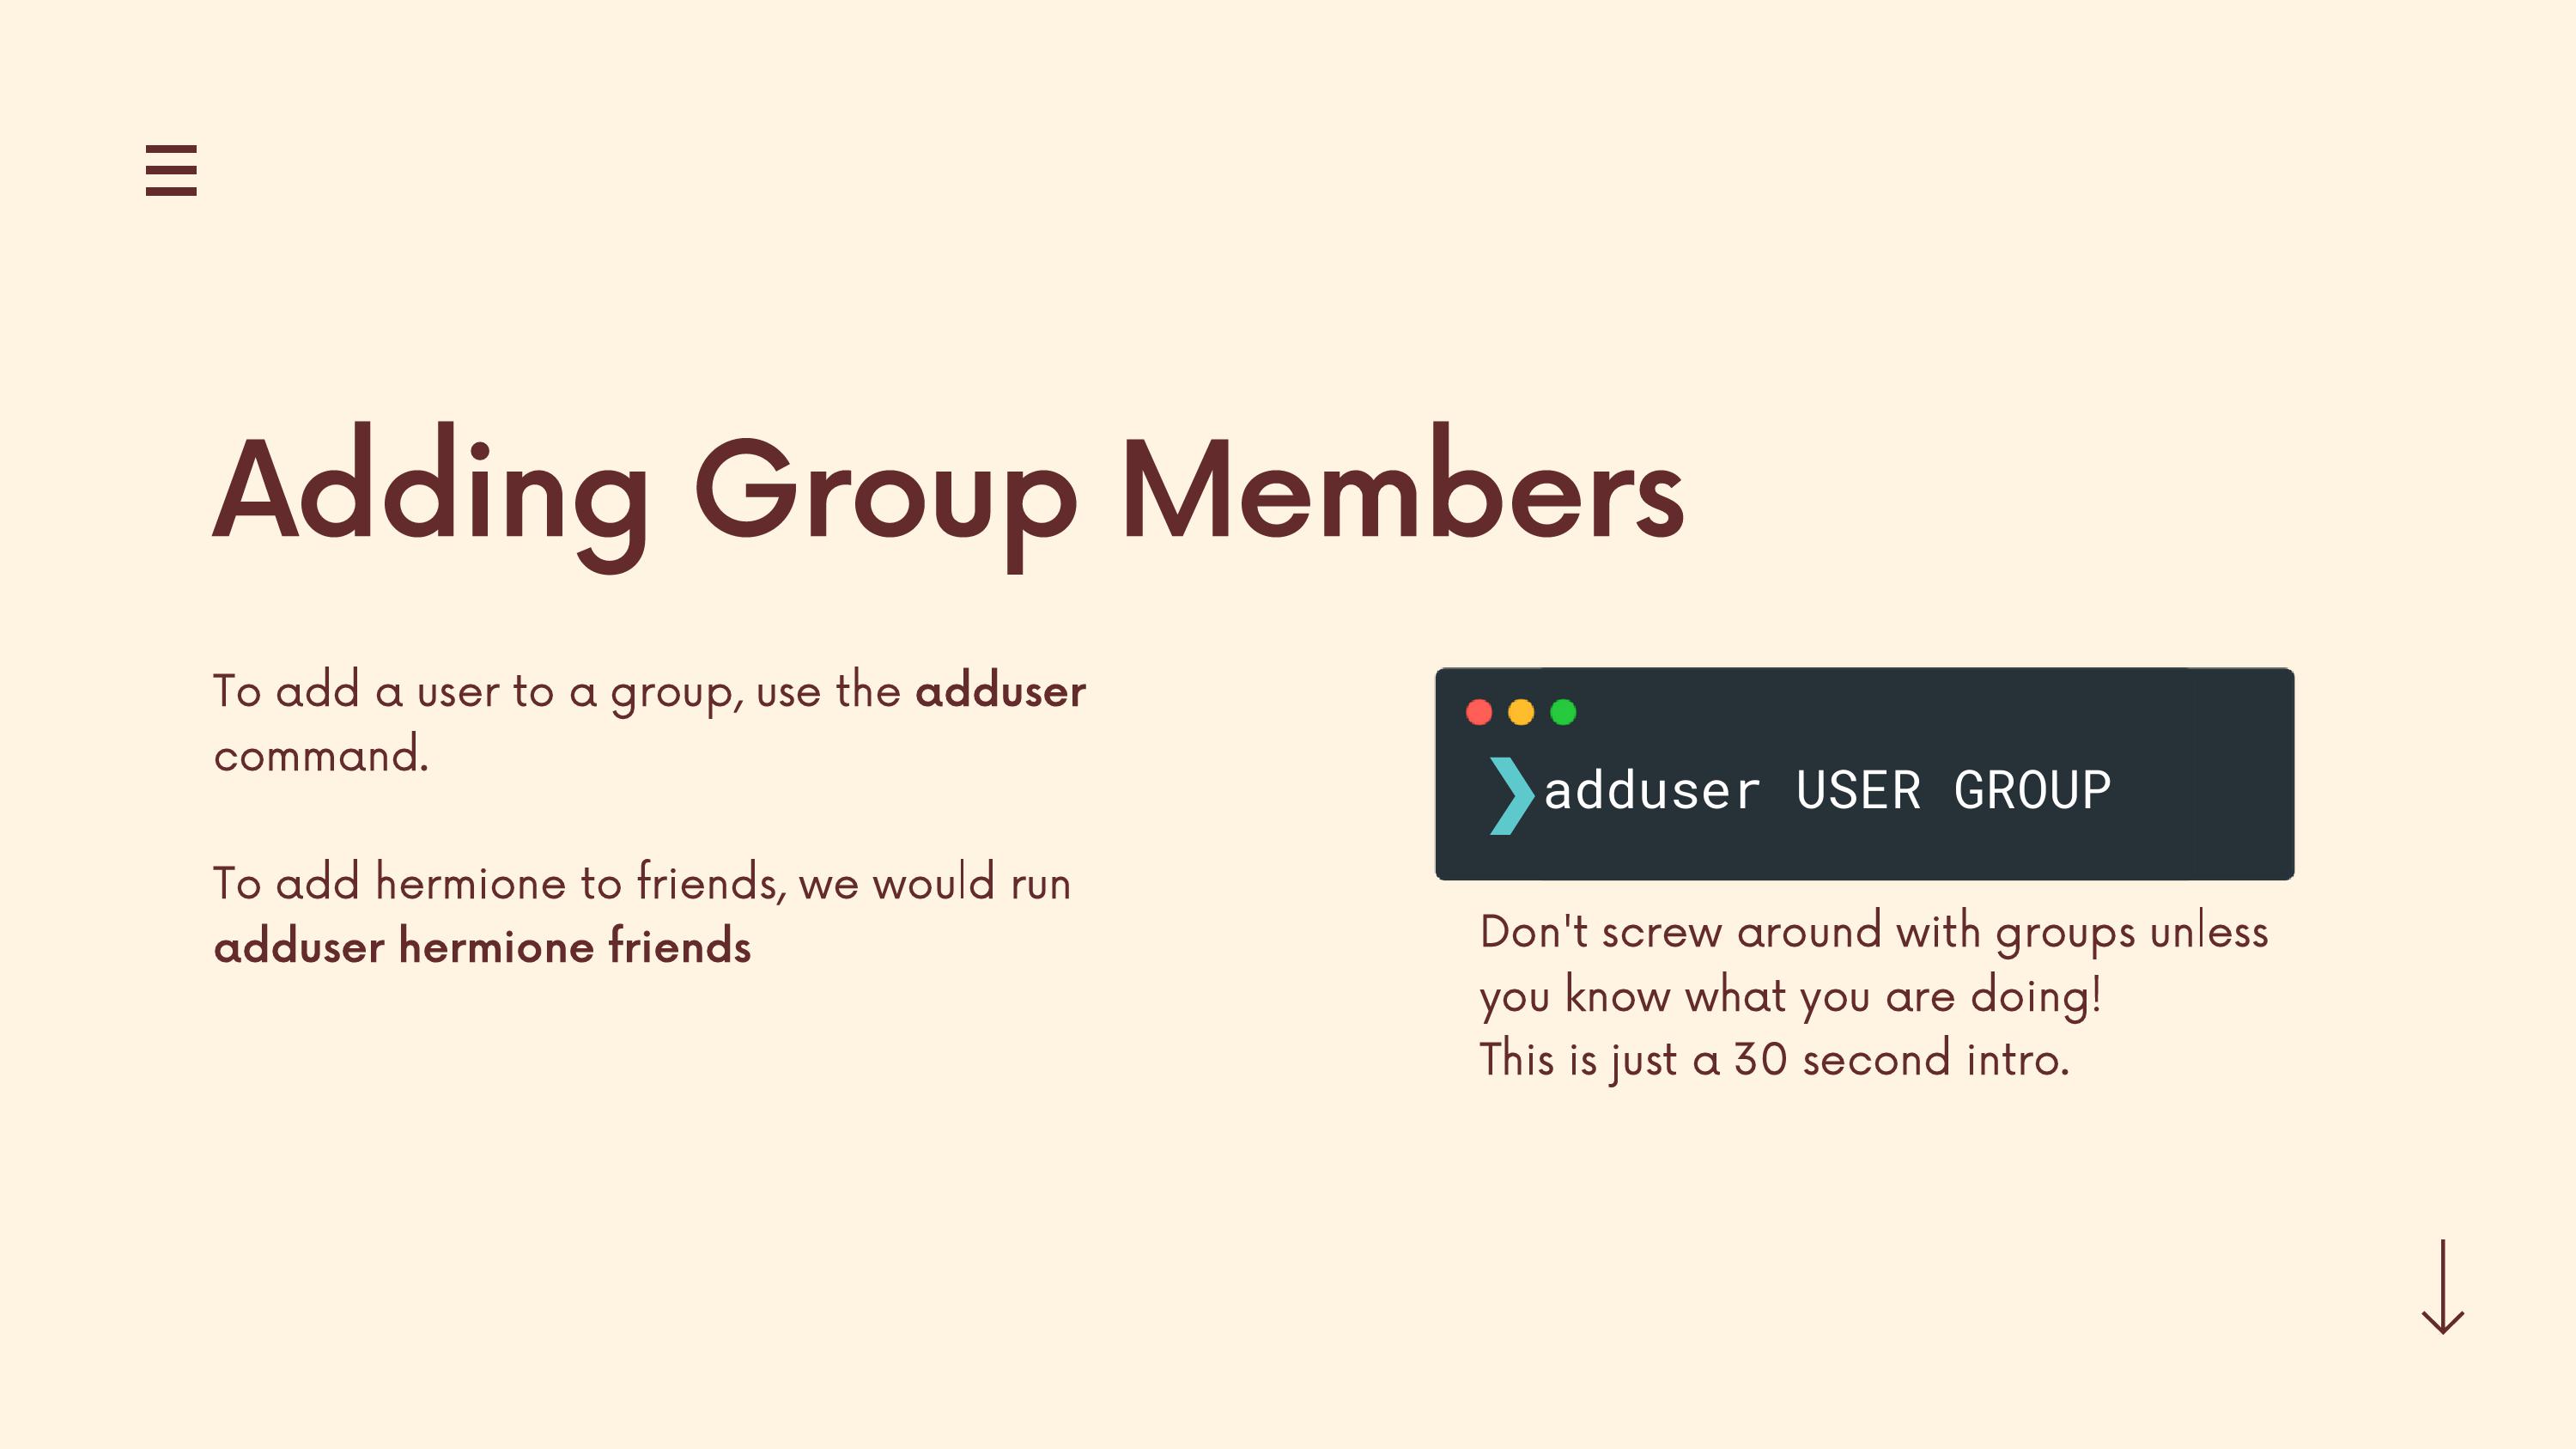 Adding Group Members
To add a user to a group, use the adduser
command.
To add hermione to friends, we would run
adduser hermione friends
❯adduser USER GROUP
Don't screw around with groups unless
you know what you are doing!
This is just a 30 second intro.